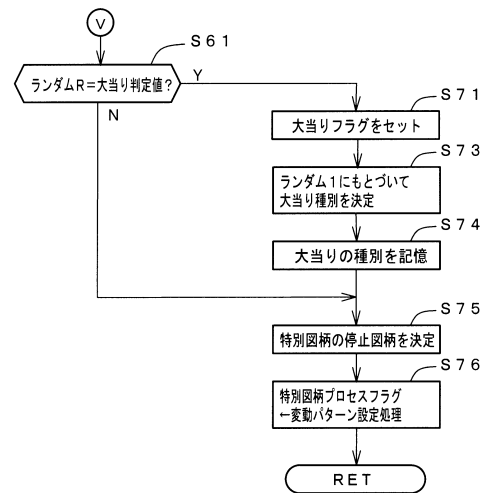 V
S61
ランダムR=大当り判定値?
Y
N
S71
大当りフラグをセット
S73
ランダム1にもとづいて
大当り種別を決定
S74
大当りの種別を記憶
S75
特別図柄の停止図柄を決定
S76
特別図柄プロセスフラグ
←変動パターン設定処理
RET